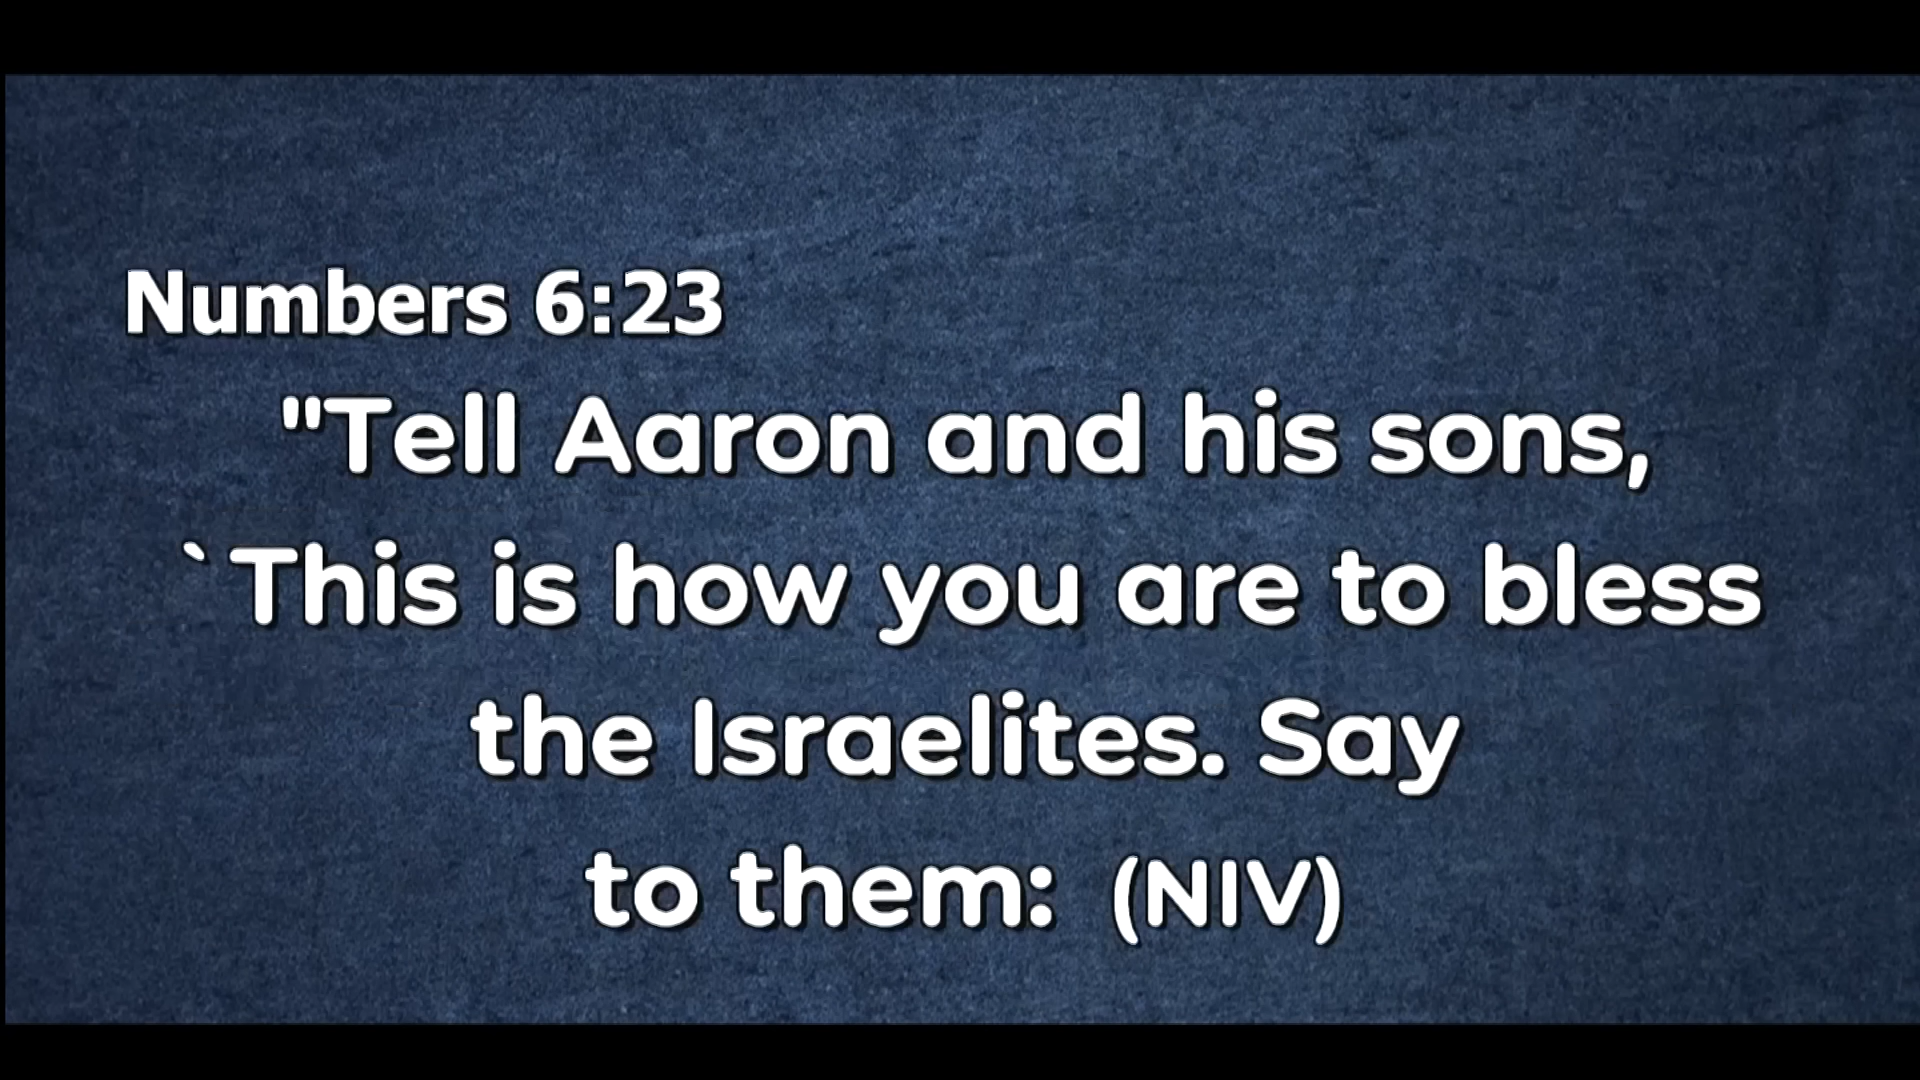 Numbers 6:23
"Tell Aaron and his sons,
`This is how you are to bless
the Israelites. Say
to them: (NIV)